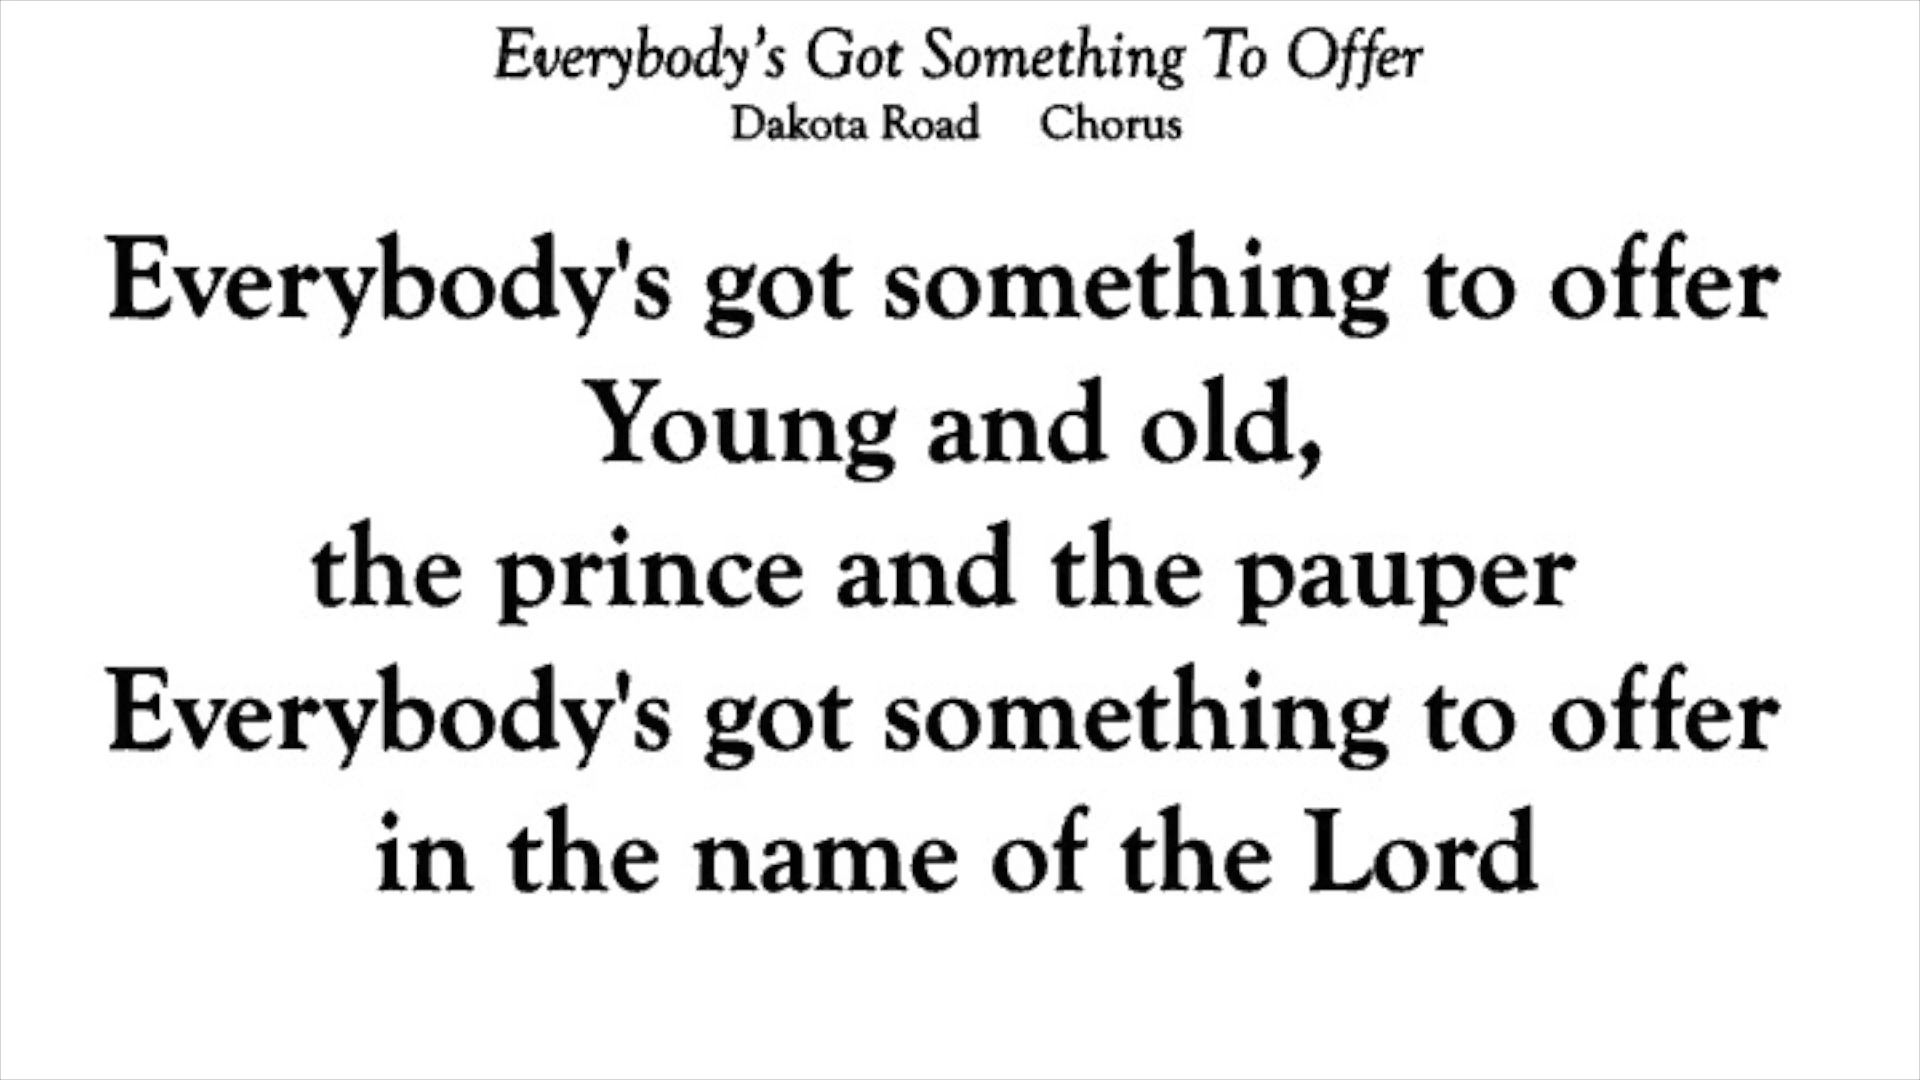 Everybody’s Got Something To Offer
Dakota Road Chorus
Everybody's got something to offer
Young and old,
the prince and the pauper
Everybody's got something to offer
in the name of the Lord